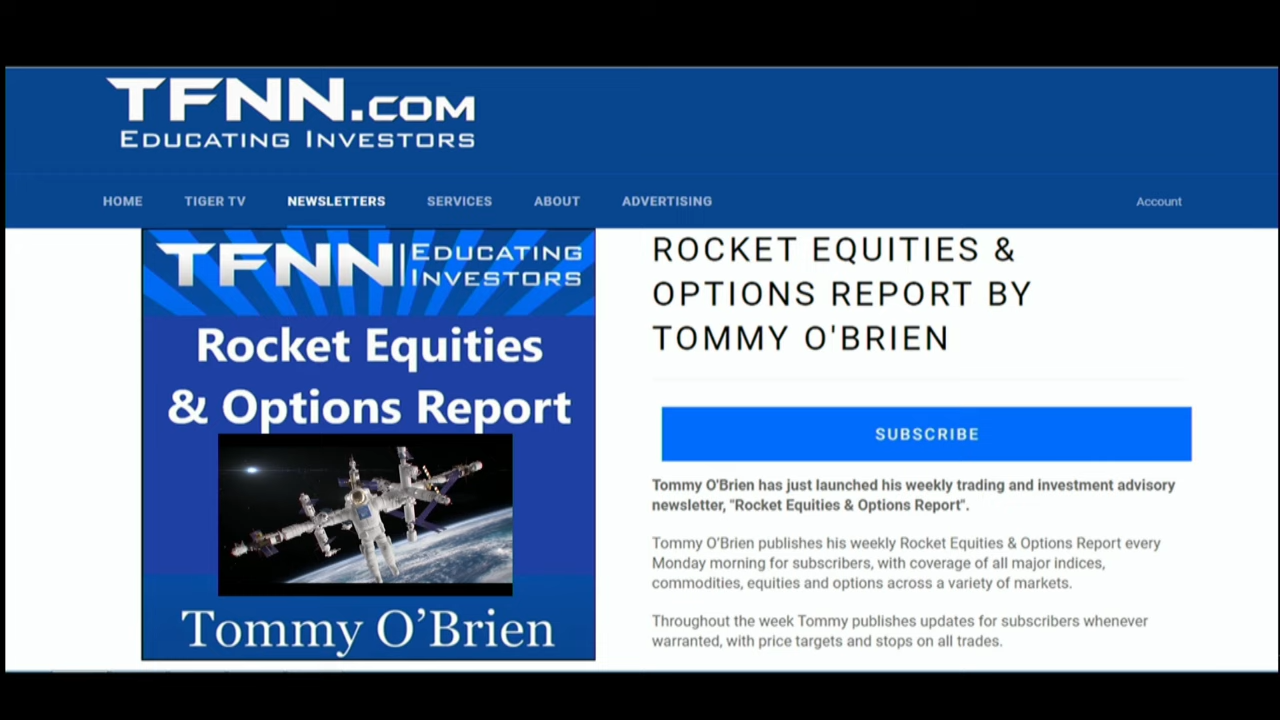 TFNN.COM
EDUCATING INVESTORS
HOME TIGER TV NEWSLETTERS SERVICES ABOUT ADVERTISING Account
TFNN EDUCATING
INVESTORS
Rocket Equities
& Options Report
Tommy O’Brien
ROCKET EQUITIES &
OPTIONS REPORT BY
TOMMY O'BRIEN
SUBSCRIBE
Tommy O'Brien has just launched his weekly trading and investment advisory
newsletter, "Rocket Equities & Options Report".
Tommy O’Brien publishes his weekly Rocket Equities & Options Report every
Monday morning for subscribers, with coverage of all major indices,
commodities, equities and options across a variety of markets.
Throughout the week Tommy publishes updates for subscribers whenever
warranted, with price targets and stops on all trades.